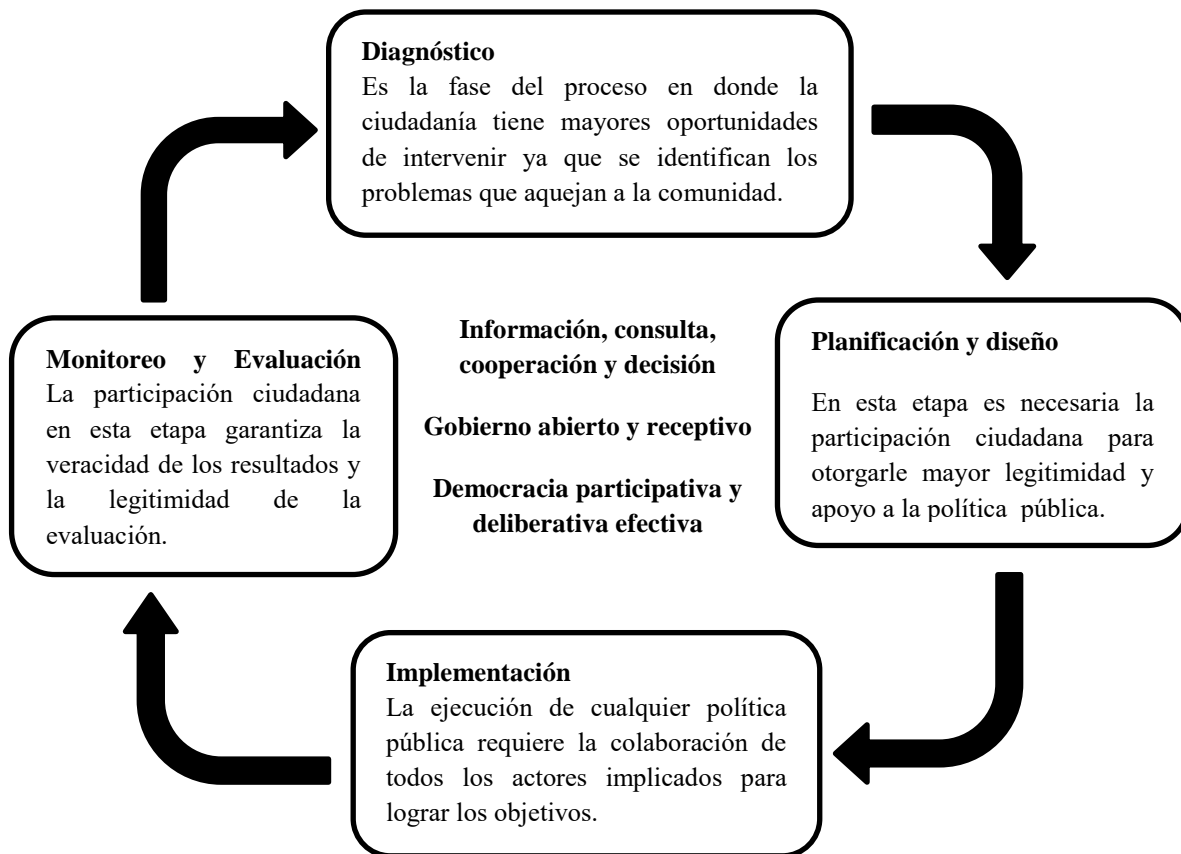 Diagnóstico
Es la fase del proceso en donde la
ciudadanía tiene mayores oportunidades
de intervenir ya que se identifican los
problemas que aquejan a la comunidad.
Monitoreo y Evaluación
La participación ciudadana
en esta etapa garantiza la
veracidad de los resultados y
la legitimidad de la
evaluación.
Información, consulta,
cooperación y decisión
Gobierno abierto y receptivo
Democracia participativa y
deliberativa efectiva
Planificación y diseño
En esta etapa es necesaria la
participación ciudadana para
otorgarle mayor legitimidad y
apoyo a la política pública.
Implementación
La ejecución de cualquier política
pública requiere la colaboración de
todos los actores implicados para
lograr los objetivos.